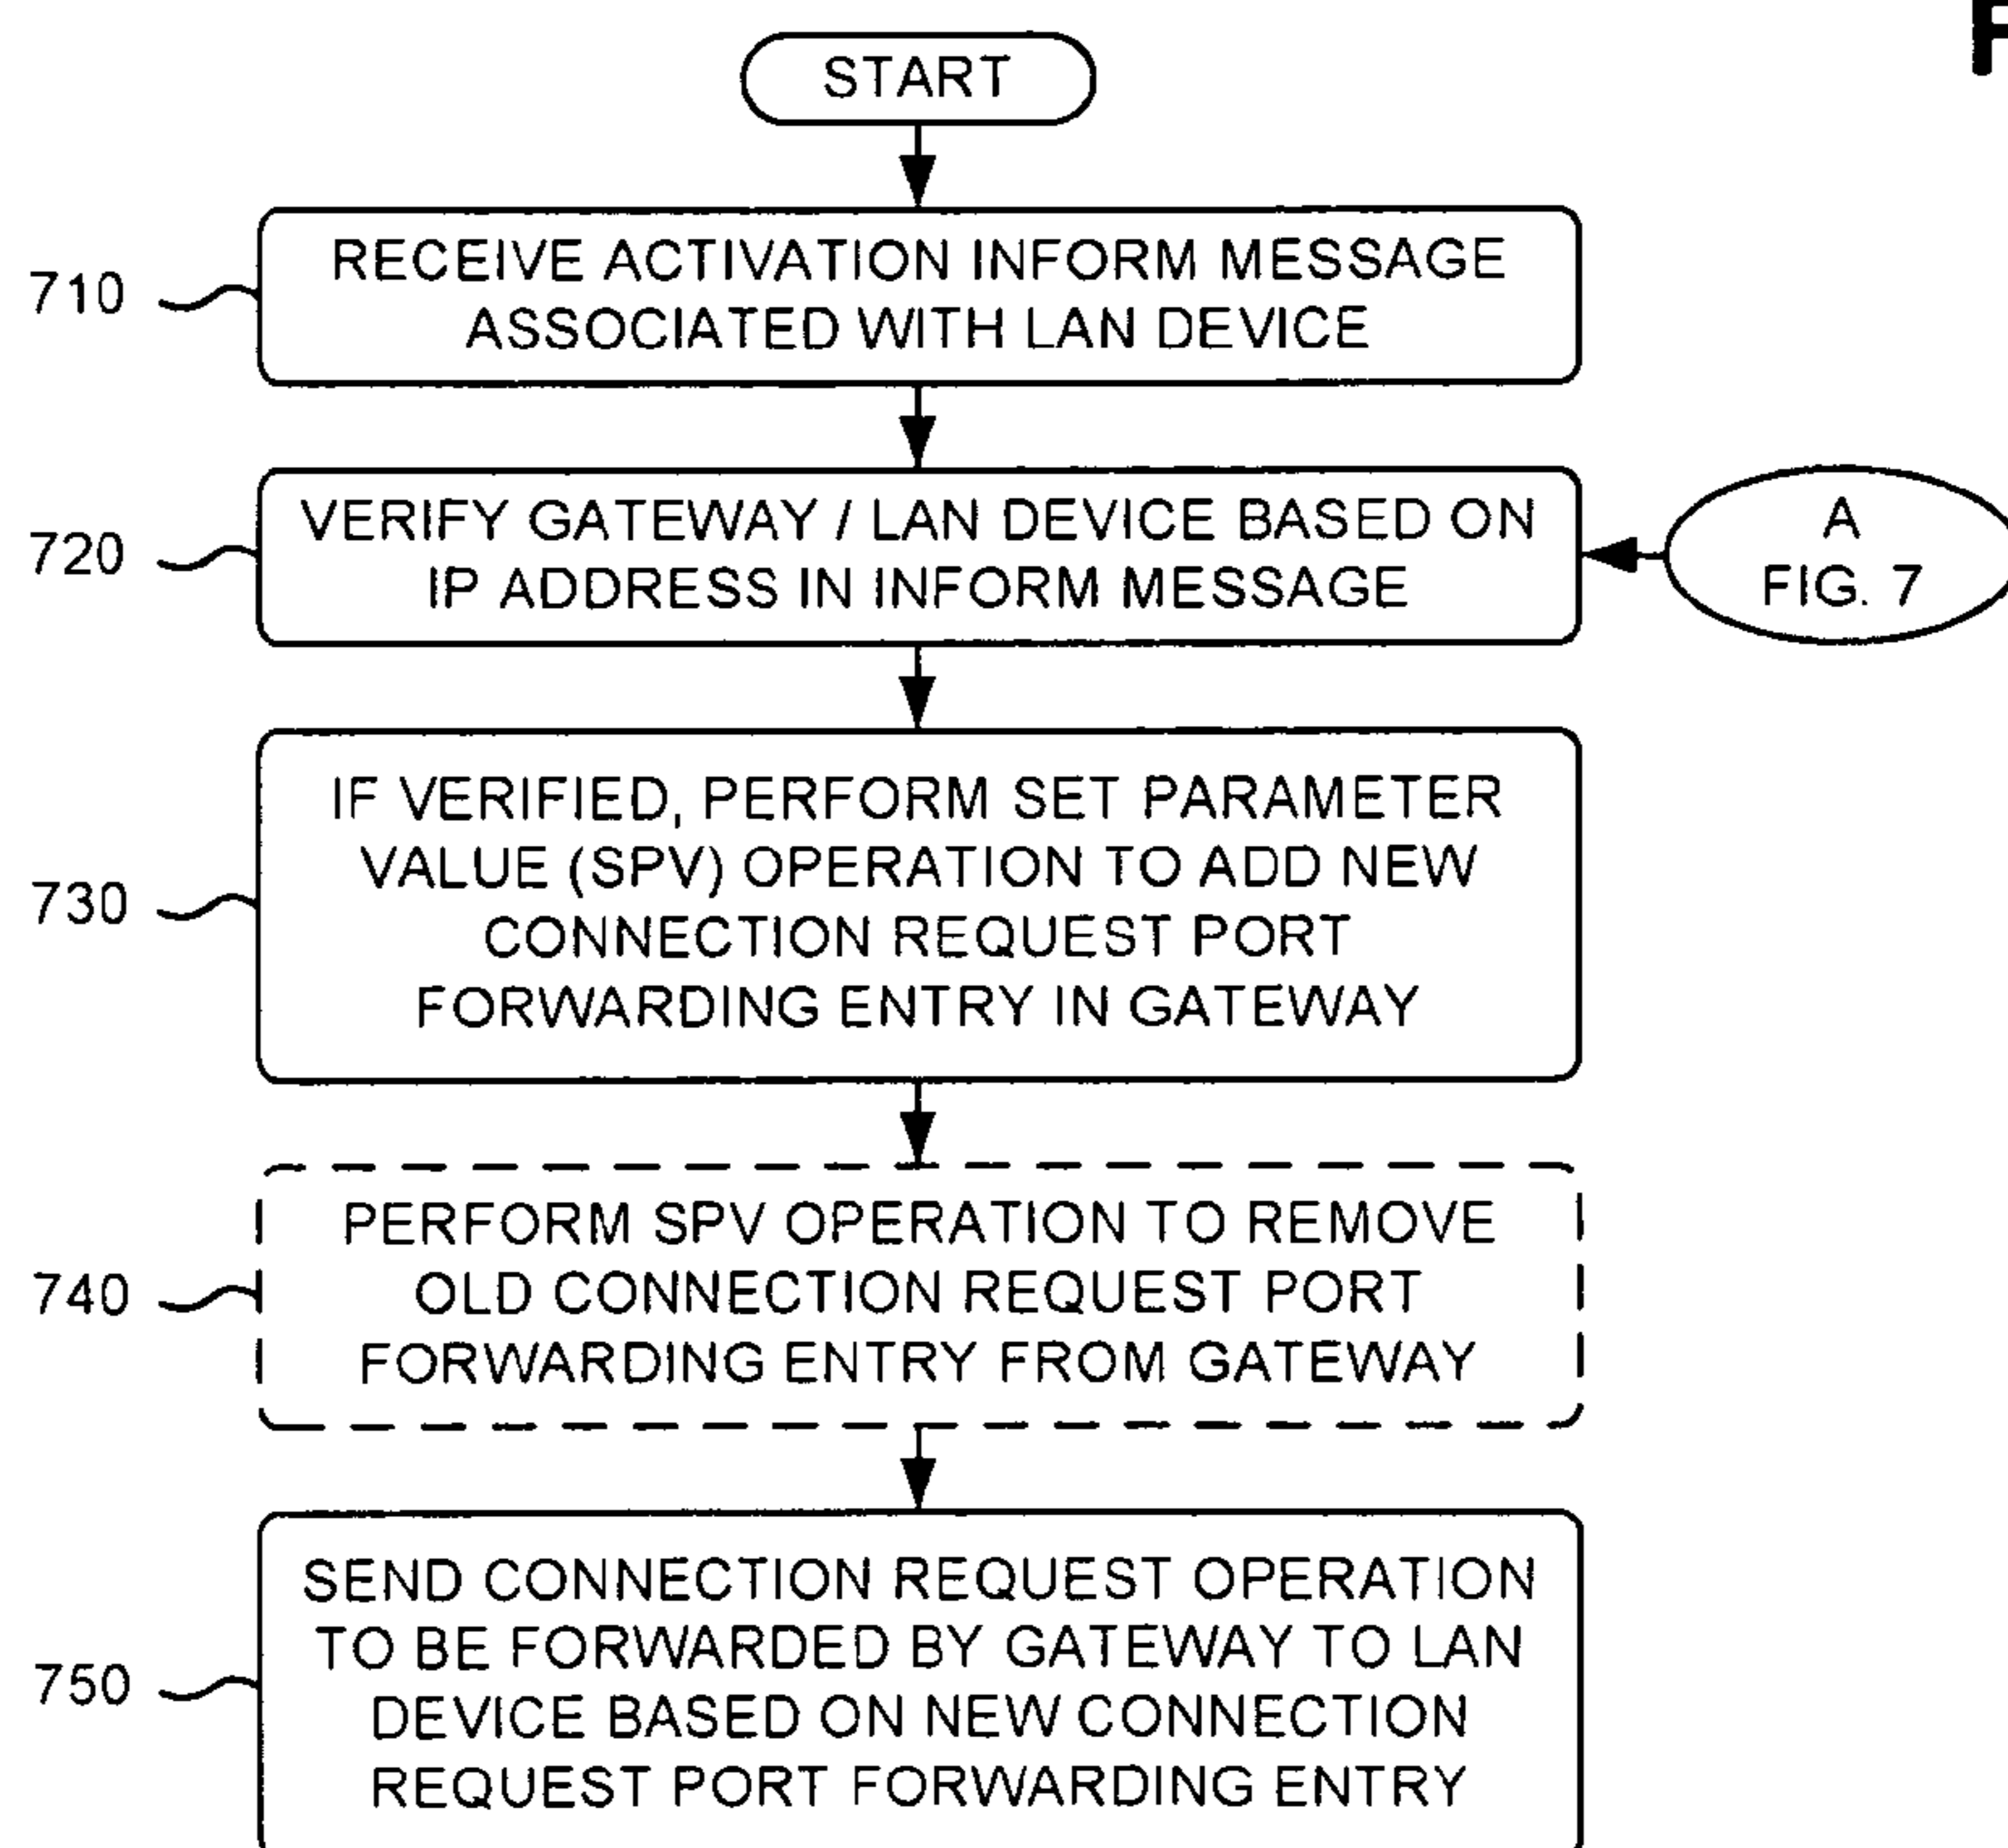 START
710
RECEIVE ACTIVATION INFORM MESSAGE
ASSOCIATED WITH LAN DEVICE
720
VERIFY GATEWAY / LAN DEVICE BASED ON
IP ADDRESS IN INFORM MESSAGE
A
FIG. 7
730
IF VERIFIED, PERFORM SET PARAMETER
VALUE (SPV) OPERATION TO ADD NEW
CONNECTION REQUEST PORT
FORWARDING ENTRY IN GATEWAY
740
PERFORM SPV OPERATION TO REMOVE
OLD CONNECTION REQUEST PORT
FORWARDING ENTRY FROM GATEWAY
750
SEND CONNECTION REQUEST OPERATION
TO BE FORWARDED BY GATEWAY TO LAN
DEVICE BASED ON NEW CONNECTION
REQUEST PORT FORWARDING ENTRY